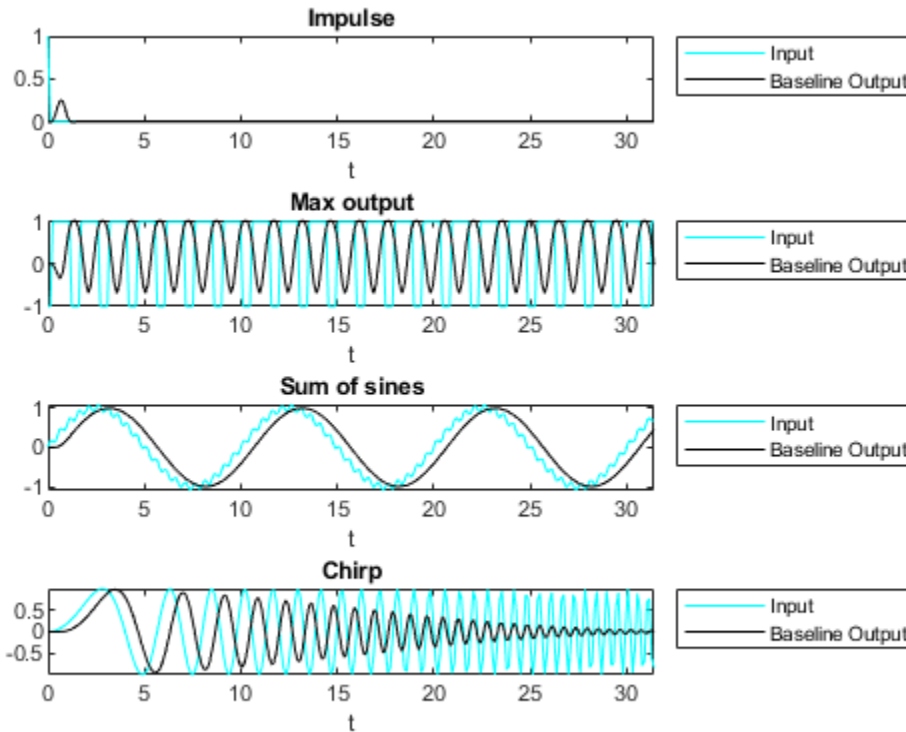 Impulse
1
0.5
0
0 5 10 15 20 25 30
t
Input
Baseline Output
Max output
1
0
-1
0 5 10 15 20 25 30
t
Input
Baseline Output
Sum of sines
1
0
-1
0 5 10 15 20 25 30
t
Input
Baseline Output
Chirp
0.5
0
-0.5
0 5 10 15 20 25 30
t
Input
Baseline Output